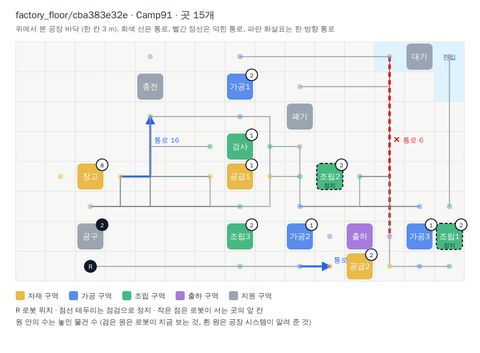 factory_floor/cba383e32e · Camp91 · 곳 15개
위에서 본 공장 바닥 (한 칸 3 m). 회색 선은 통로, 빨간 점선은 막힌 통로, 파란 화살표는 한 방향 통로
대기
진입
충전
가공1
2
폐기
통로 16
검사
1
통로 6
창고
8
공급1
1
조립2
2
정지
공구
2
조립3
2
가공2
1
출하
가공3
1
조립1
2
정지
R
통로
공급2
2
자재 구역
가공 구역
조립 구역
출하 구역
지원 구역
R 로봇 위치 · 점선 테두리는 점검으로 정지 · 작은 점은 로봇이 서는 곳의 앞 칸
원 안의 수는 놓인 물건 수 (검은 원은 로봇이 지금 보는 것, 흰 원은 공장 시스템이 알려 준 것)